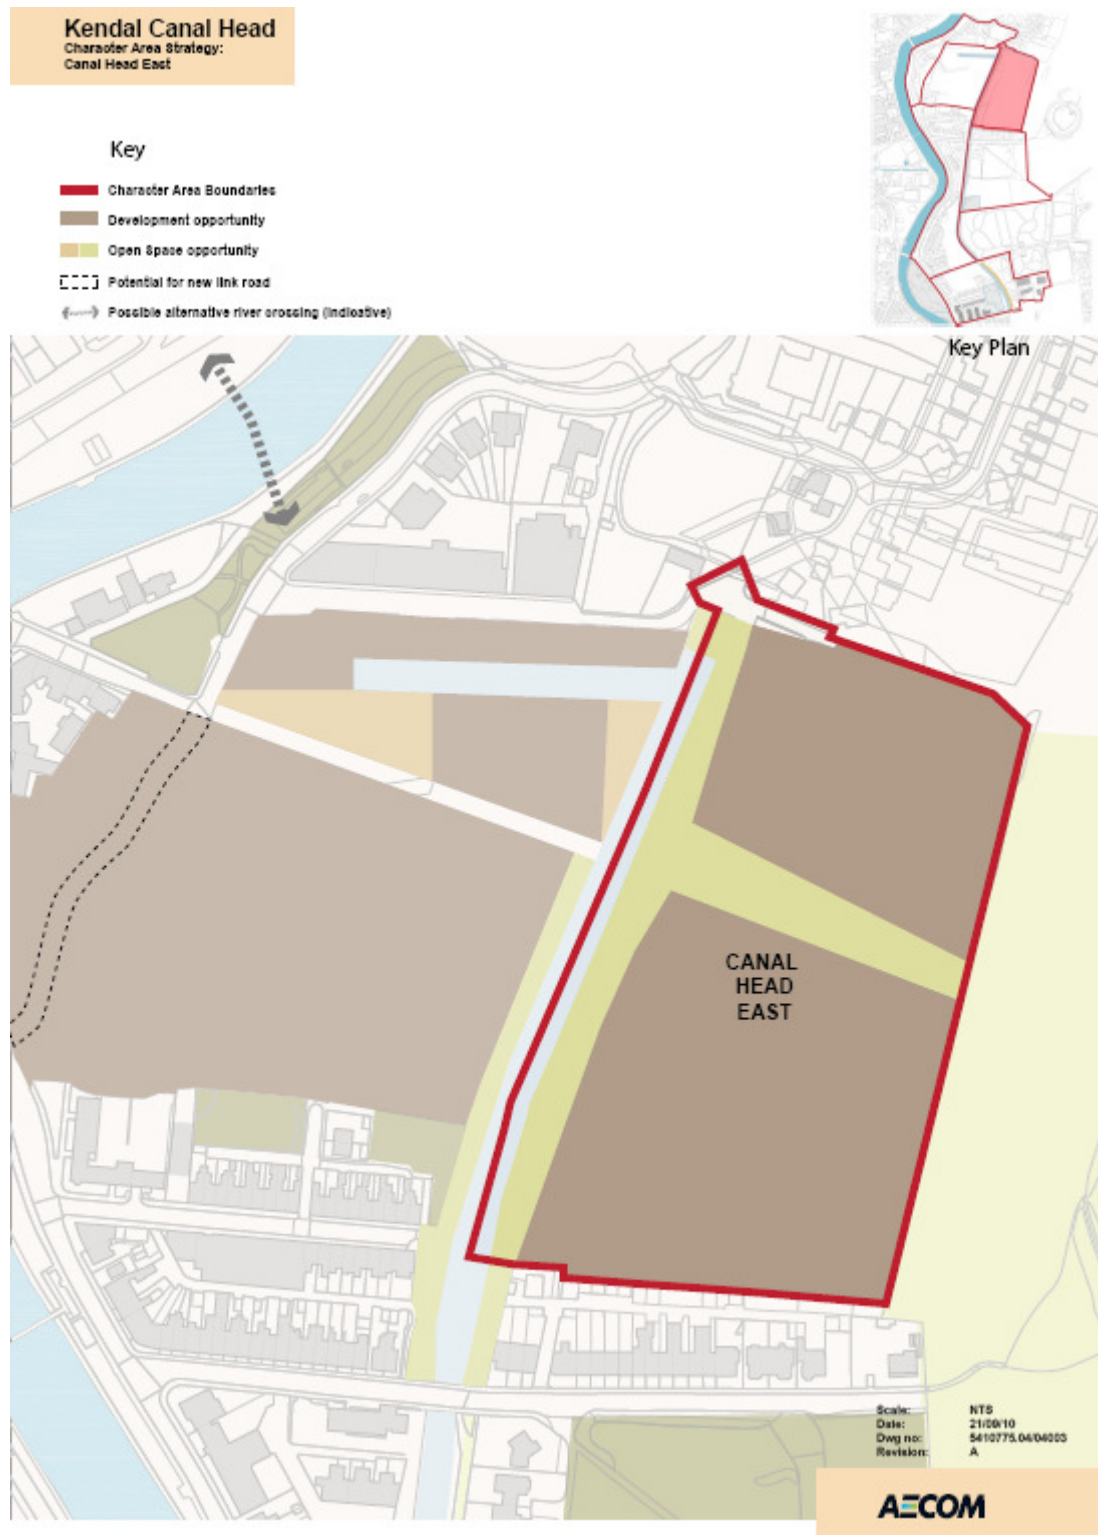 Kendal Canal Head
Character Area Strategy:
Canal Head East
Key
Character Area Boundaries
Development opportunity
Open Space opportunity
Potential for new link road
Possible alternative river crossing (indicative)
Key Plan
CANAL
HEAD
EAST
Scale: NTS
Date: 21/09/10
Dwg no: 5410775.04/04003
Revision: A
AECOM